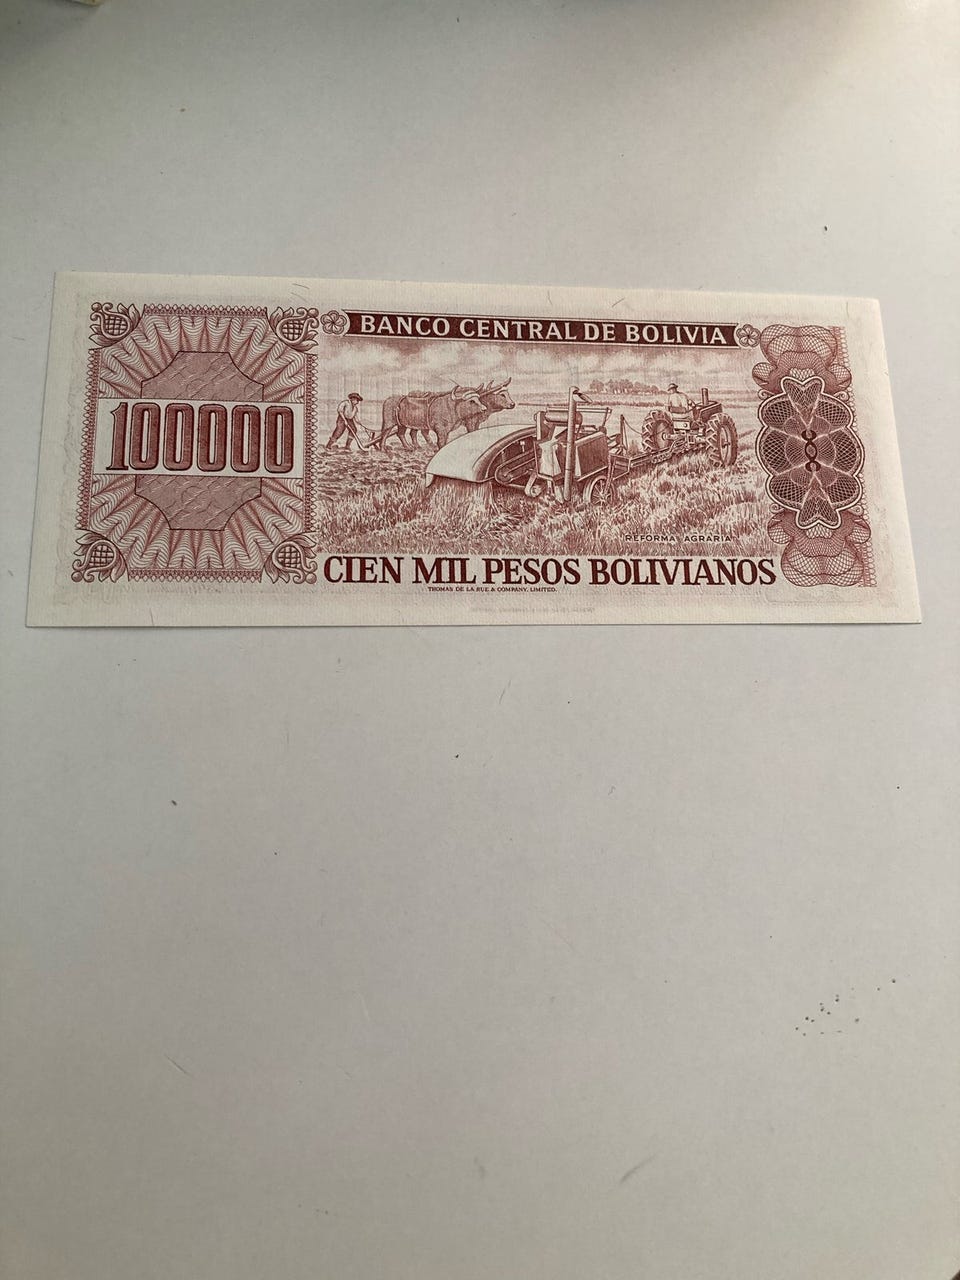 BANCO CENTRAL DE BOLIVIA
100000
REFORMA AGRARIA
CIEN MIL PESOS BOLIVIANOS
THOMAS DE LA RUE & COMPANY, LIMITED.